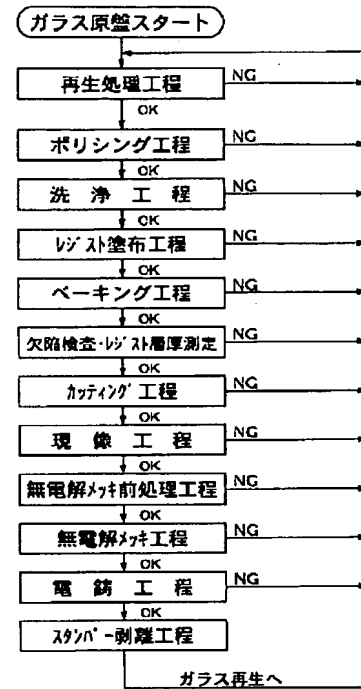 ガラス原盤スタート
再生処理工程 NG
OK
ポリシング工程 NG
OK
洗浄工程 NG
OK
レジスト塗布工程 NG
OK
ベーキング工程 NG
OK
欠陥検査・レジスト層厚測定 NG
OK
カッティング工程 NG
OK
現像工程 NG
OK
無電解メッキ前処理工程 NG
OK
無電解メッキ工程 NG
OK
電鋳工程 NG
OK
スタンパー剥離工程
ガラス再生へ